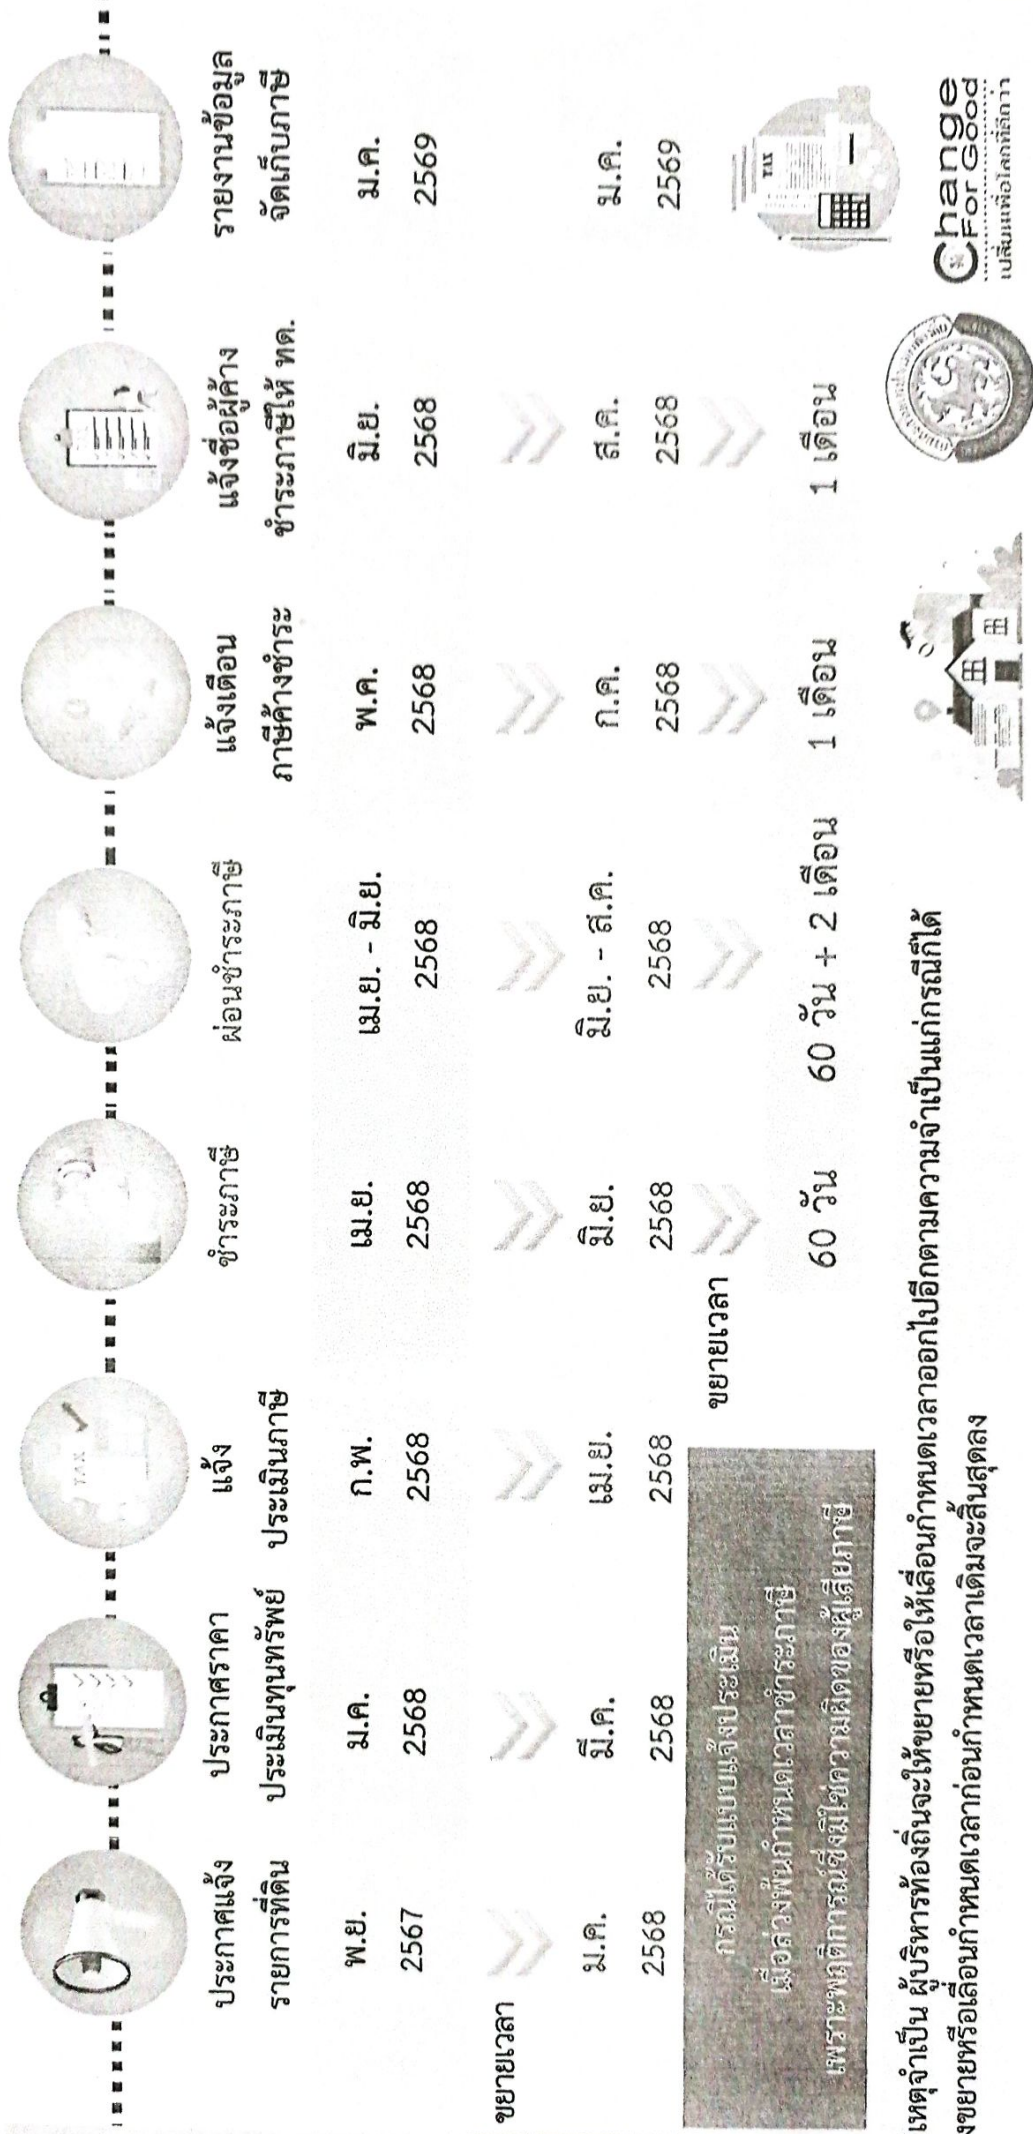 ประกาศแจ้ง
รายการที่ดิน
ประกาศราคา
ประเมินทุนทรัพย์
แจ้ง
ประเมินภาษี
ชำระภาษี
ผ่อนชำระภาษี
แจ้งเตือน
ภาษีค้างชำระ
แจ้งชื่อผู้ค้าง
ชำระภาษีให้ ทด.
รายงานข้อมูล
จัดเก็บภาษี
TAX
พ.ย.
2567
ม.ค.
2568
ก.พ.
2568
เม.ย.
2568
เม.ย. - มิ.ย.
2568
พ.ค.
2568
มิ.ย.
2568
ม.ค.
2569
ขยายเวลา
ม.ค.
2568
มี.ค.
2568
เม.ย.
2568
มิ.ย.
2568
มิ.ย. - ส.ค.
2568
ก.ค.
2568
ส.ค.
2568
ม.ค.
2569
กรณีได้รับแบบแจ้งประเมิน
เมื่อล่วงพ้นกำหนดเวลาชำระภาษี
เพราะพฤติการณ์ซึ่งมิใช่ความผิดของผู้เสียภาษี
ขยายเวลา
60 วัน
60 วัน + 2 เดือน
1 เดือน
1 เดือน
TAX
เหตุจำเป็น ผู้บริหารท้องถิ่นจะให้ขยายหรือให้เลื่อนกำหนดเวลาออกไปอีกตามความจำเป็นแก่กรณีก็ได้
งขยายหรือเลื่อนกำหนดเวลาก่อนกำหนดเวลาเดิมจะสิ้นสุดลง
Change
For Good
เปลี่ยนเพื่อโลกที่ดีกว่า